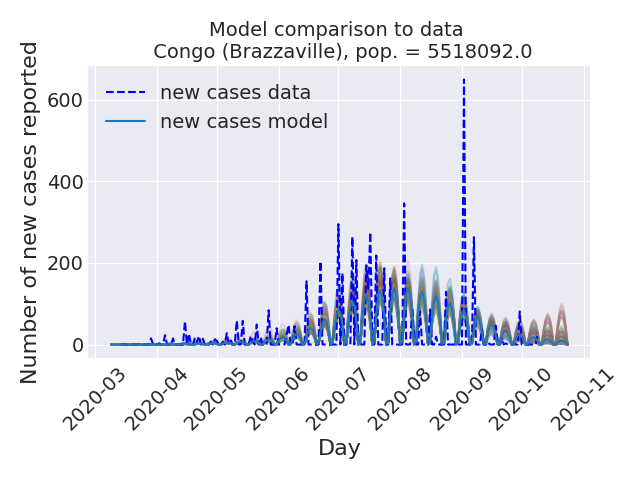 Model comparison to data
Congo (Brazzaville), pop. = 5518092.0
Number of new cases reported
600
400
200
0
new cases data
new cases model
2020-03
2020-04
2020-05
2020-06
2020-07
2020-08
2020-09
2020-10
2020-11
Day